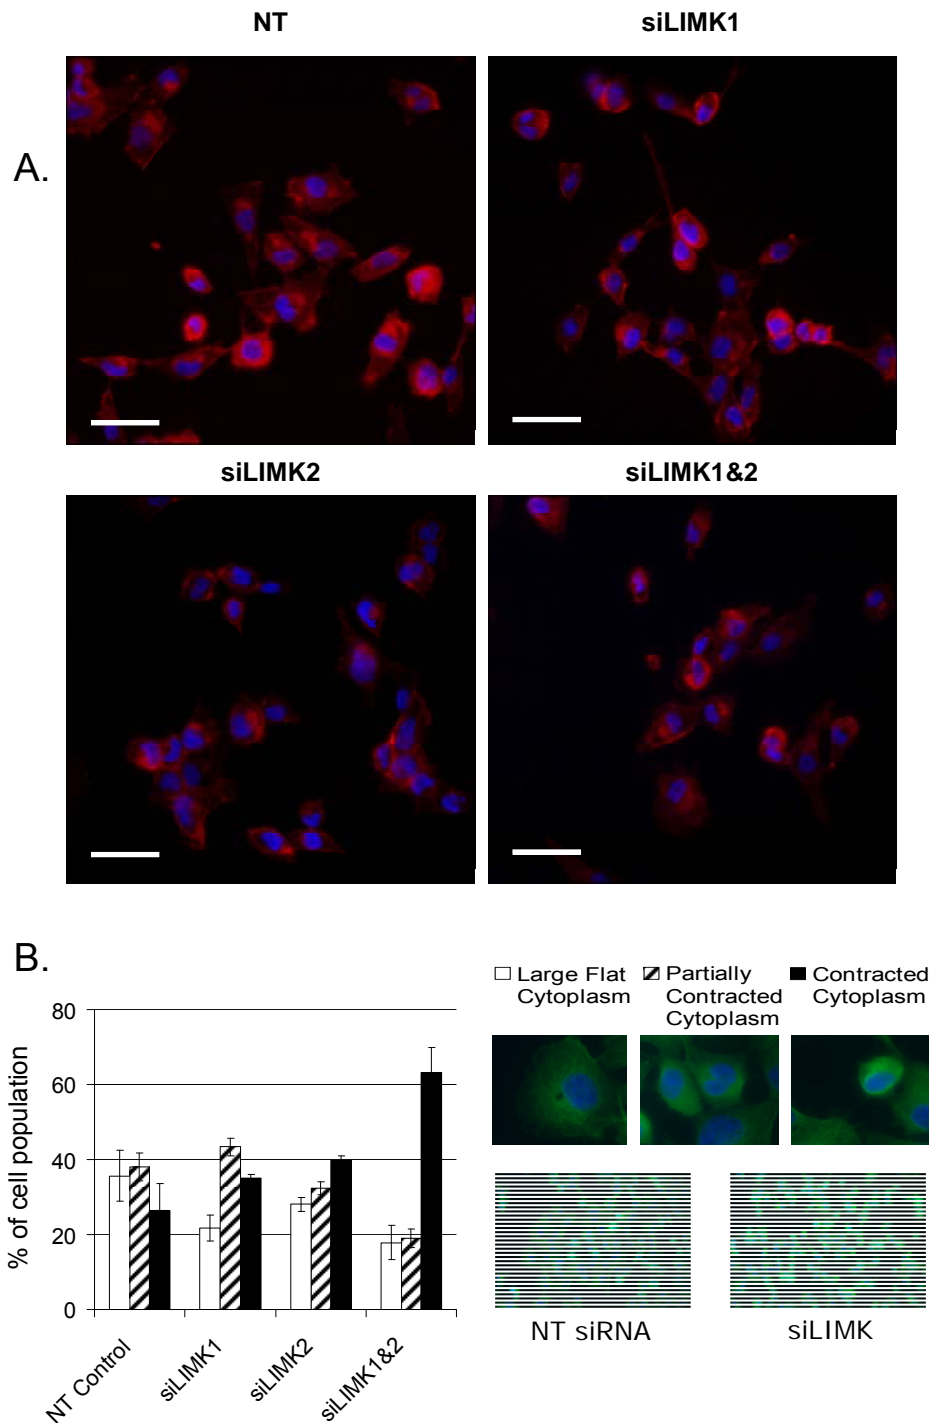 NT
siLIMK1
A.
siLIMK2
siLIMK1&2
B.
Large Flat
Cytoplasm
Partially
Contracted
Cytoplasm
Contracted
Cytoplasm
% of cell population
80
60
40
20
0
NT Control
siLIMK1
siLIMK2
siLIMK1&2
NT siRNA
siLIMK